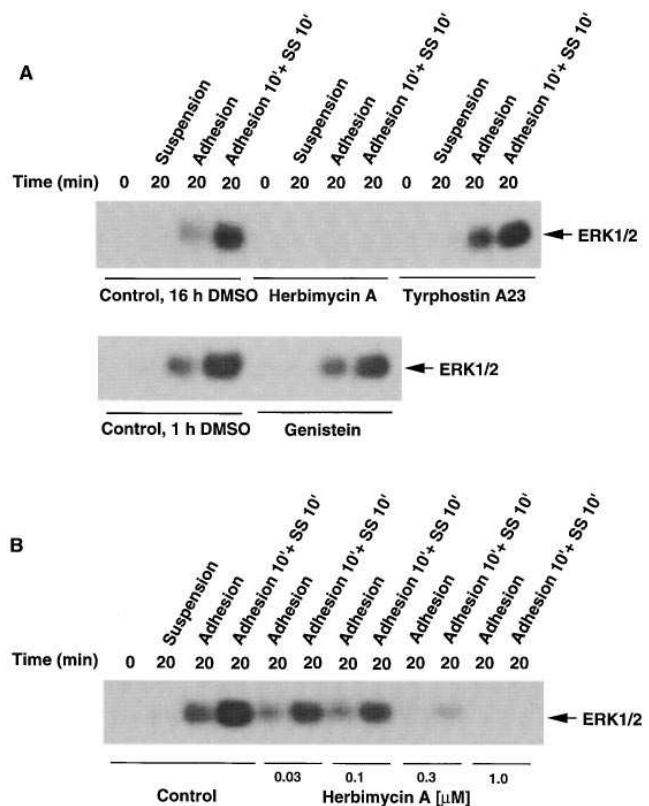 A
Suspension Adhesion Adhesion 10'+ SS 10' Suspension Adhesion Adhesion 10'+ SS 10' Suspension Adhesion Adhesion 10'+ SS 10'
Time (min) 0 20 20 20 0 20 20 20 0 20 20 20
ERK1/2
Control, 16 h DMSO Herbimycin A Tyrphostin A23
ERK1/2
Control, 1 h DMSO Genistein
B
Suspension Adhesion Adhesion 10'+ SS 10' Adhesion Adhesion 10'+ SS 10' Adhesion Adhesion 10'+ SS 10' Adhesion Adhesion 10'+ SS 10' Adhesion Adhesion 10'+ SS 10'
Time (min) 0 20 20 20 20 20 20 20 20 20 20 20
ERK1/2
0.03 0.1 0.3 1.0
Control Herbimycin A [µM]